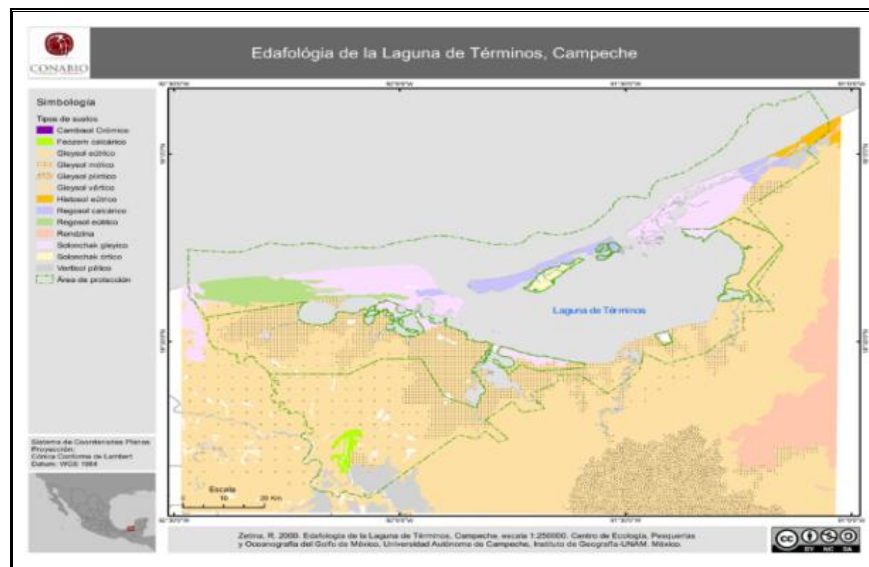 CONABIO
Edafológia de la Laguna de Términos, Campeche
Simbología
Tipos de suelos
Cambisol Crómico
Feozem calcárico
Gleysol eútrico
Gleysol mólico
Gleysol plíntico
Gleysol vértico
Histosol eútrico
Regosol calcárico
Regosol eútrico
Rendzina
Solonchak gleyico
Solonchak órtico
Vertisol pélico
Área de protección
Laguna de Términos
Sistema de Coordenadas Planas
Proyección:
Cónica Conforme de Lambert
Datum: WGS 1984
Escala
0 10 20 Km
Zetina, R. 2000. Edafología de la Laguna de Términos, Campeche, escala 1:250000. Centro de Ecología, Pesquerías
y Oceanografía del Golfo de México, Universidad Autónoma de Campeche, Instituto de Geografía-UNAM. México.
CC
BY NC SA